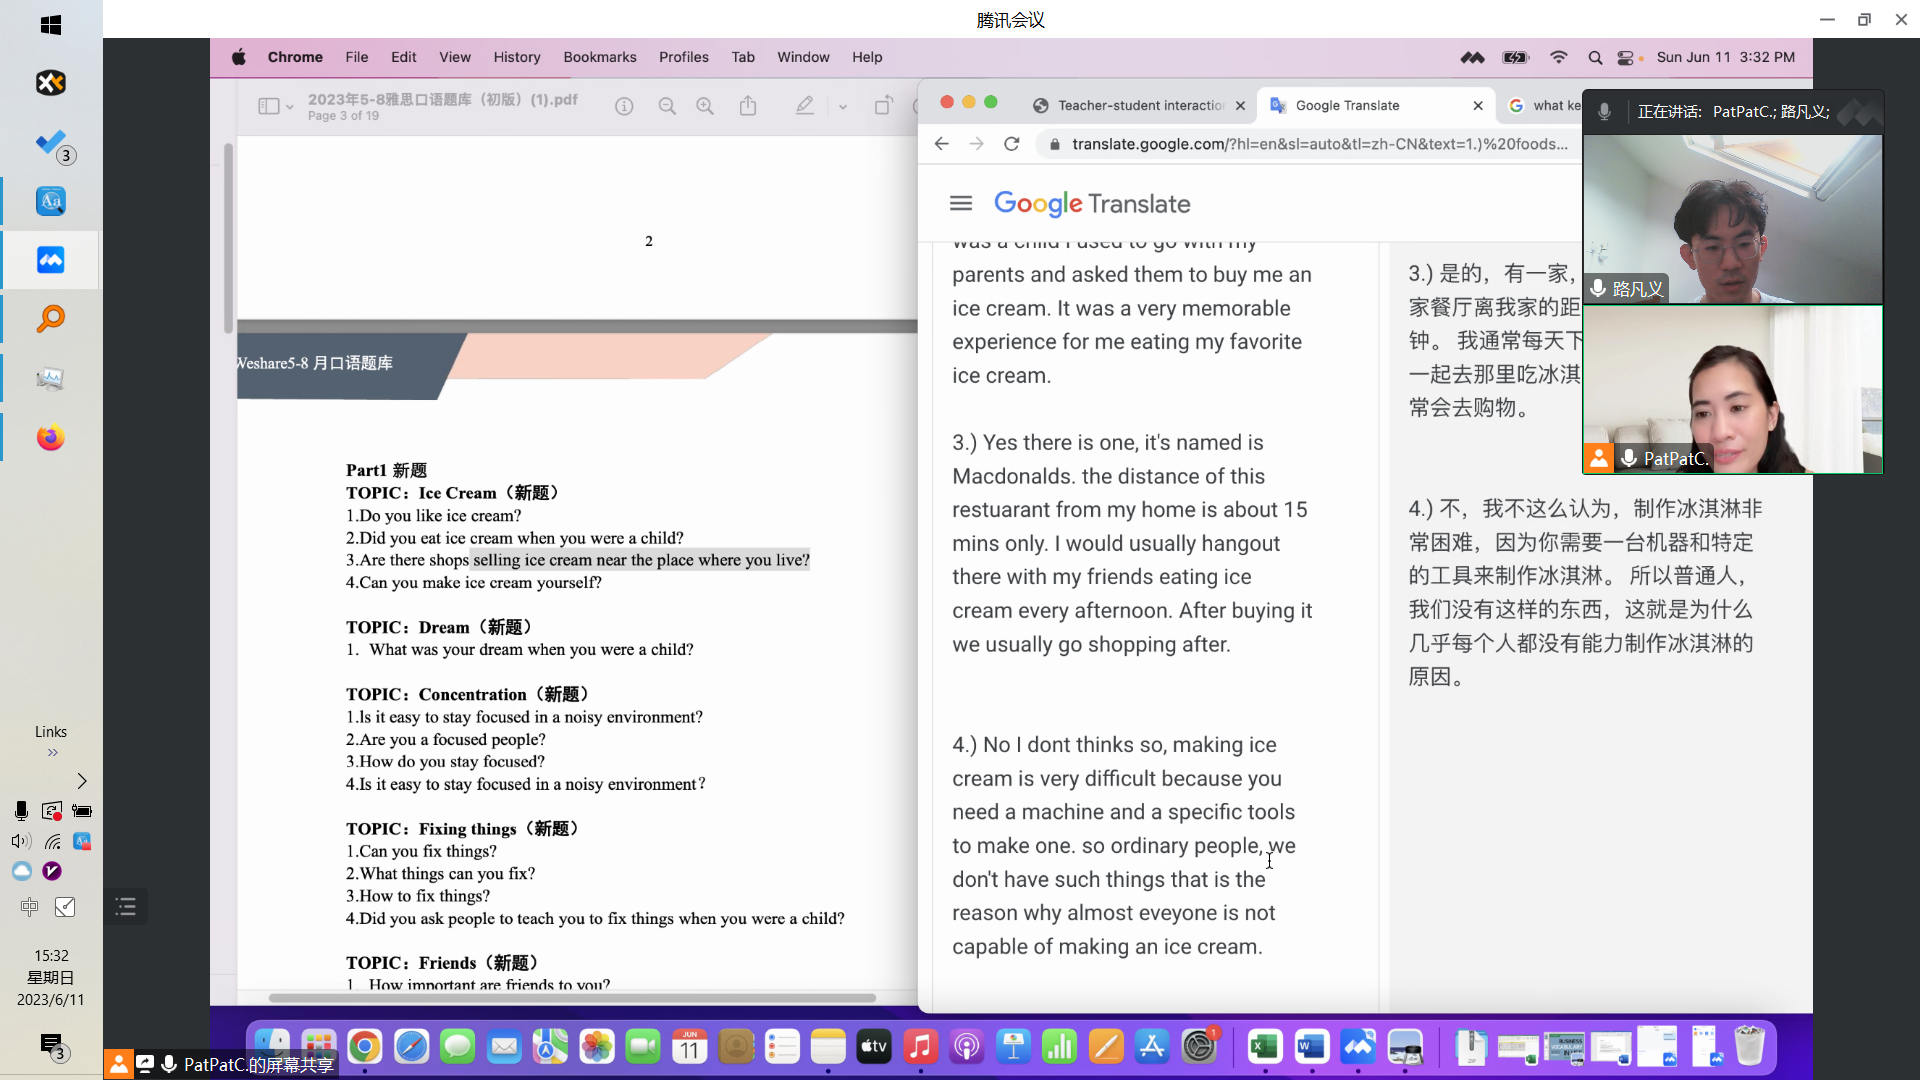 腾讯会议
Chrome File Edit View History Bookmarks Profiles Tab Window Help
Sun Jun 11 3:32 PM
2023年5-8雅思口语题库（初版）(1).pdf
Page 3 of 19
Teacher-student interactio
Google Translate
what ke
translate.google.com/?hl=en&sl=auto&tl=zh-CN&text=1.)%20foods...
正在讲话: PatPatC.; 路凡义;
路凡义
PatPatC.
2
Weshare5-8 月口语题库
Part1 新题
TOPIC：Ice Cream（新题）
1.Do you like ice cream?
2.Did you eat ice cream when you were a child?
3.Are there shops selling ice cream near the place where you live?
4.Can you make ice cream yourself?
TOPIC：Dream（新题）
1. What was your dream when you were a child?
TOPIC：Concentration（新题）
1.Is it easy to stay focused in a noisy environment?
2.Are you a focused people?
3.How do you stay focused?
4.Is it easy to stay focused in a noisy environment?
TOPIC：Fixing things（新题）
1.Can you fix things?
2.What things can you fix?
3.How to fix things?
4.Did you ask people to teach you to fix things when you were a child?
TOPIC：Friends（新题）
1. How important are friends to you?
Google Translate
was a child I used to go with my
parents and asked them to buy me an
ice cream. It was a very memorable
experience for me eating my favorite
ice cream.
3.) Yes there is one, it's named is
Macdonalds. the distance of this
restuarant from my home is about 15
mins only. I would usually hangout
there with my friends eating ice
cream every afternoon. After buying it
we usually go shopping after.
4.) No I dont thinks so, making ice
cream is very difficult because you
need a machine and a specific tools
to make one. so ordinary people, we
don't have such things that is the
reason why almost eveyone is not
capable of making an ice cream.
3.) 是的，有一家，
家餐厅离我家的距
钟。 我通常每天下
一起去那里吃冰淇
常会去购物。
4.) 不，我不这么认为，制作冰淇淋非
常困难，因为你需要一台机器和特定
的工具来制作冰淇淋。 所以普通人，
我们没有这样的东西，这就是为什么
几乎每个人都没有能力制作冰淇淋的
原因。
3
Links
中
15:32
星期日
2023/6/11
3
JUN
11
tv
1
PatPatC.的屏幕共享